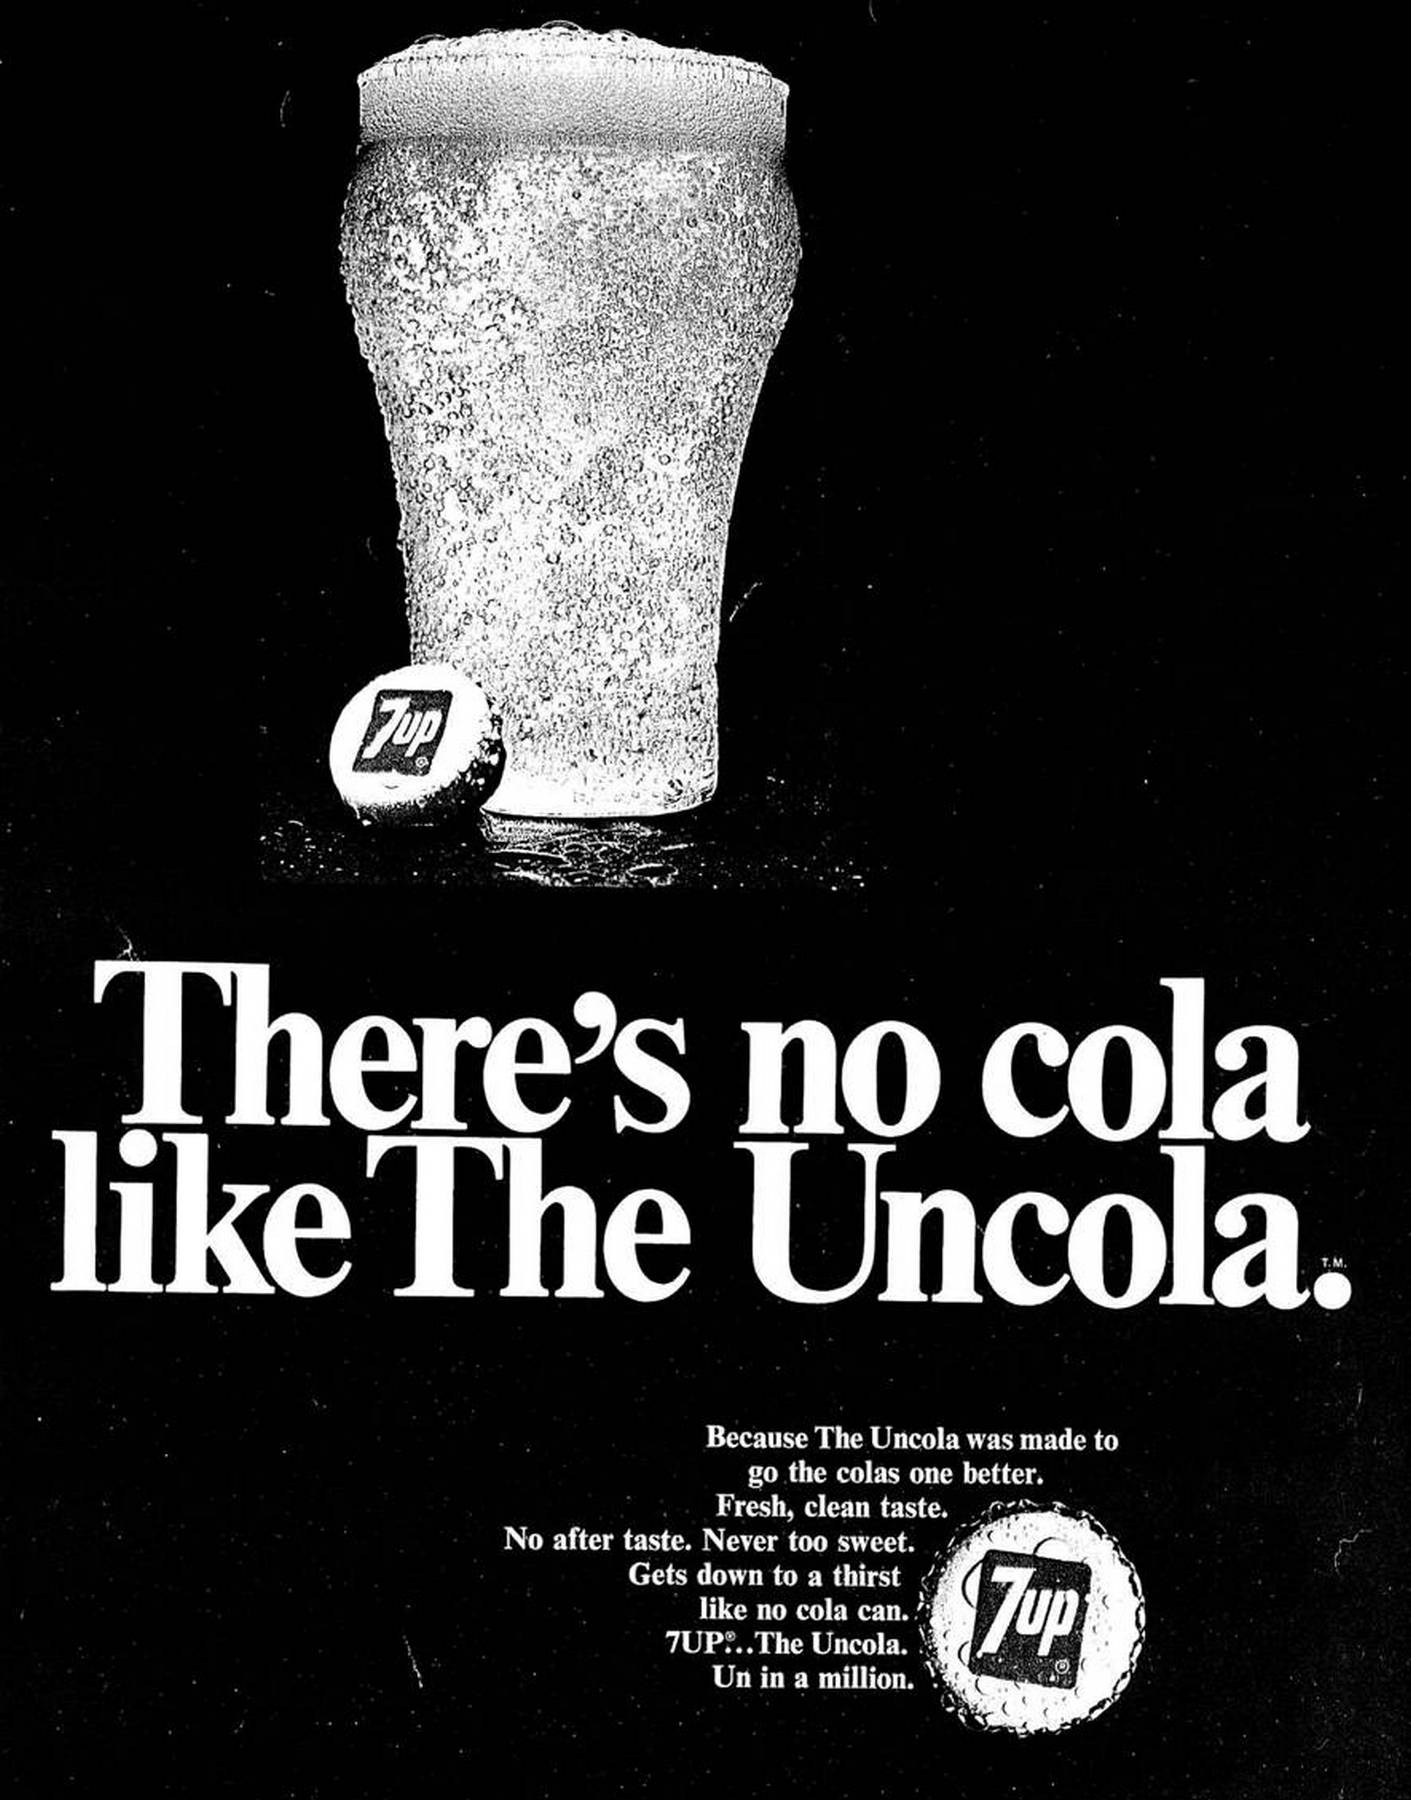 7up®
There's no cola
like The Uncola.
T.M.
Because The Uncola was made to
go the colas one better.
Fresh, clean taste.
No after taste. Never too sweet.
Gets down to a thirst
like no cola can.
7UP®...The Uncola.
Un in a million.
7up®